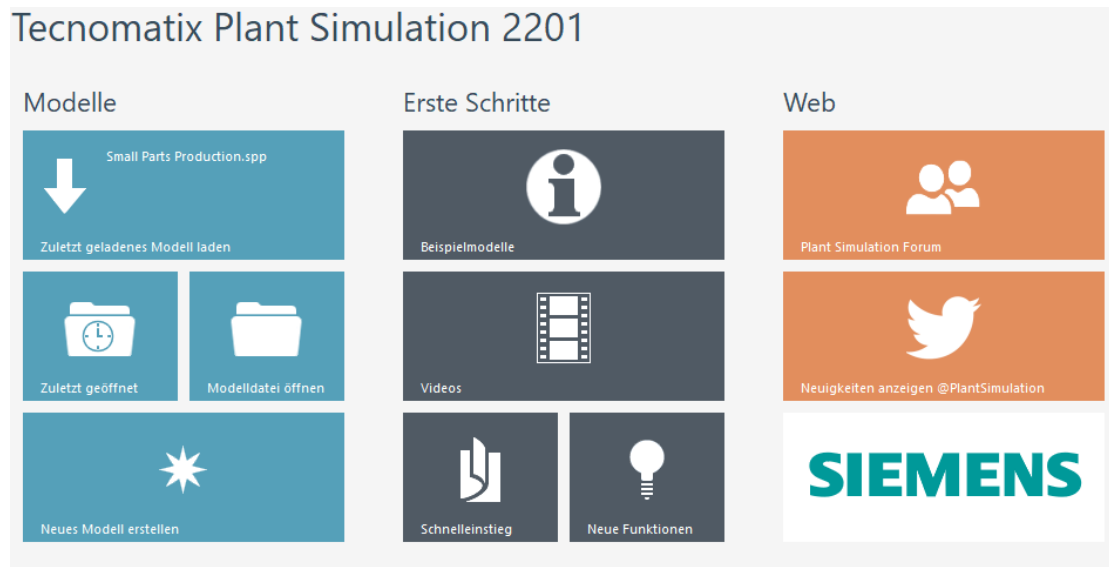 Tecnomatix Plant Simulation 2201
Modelle
Small Parts Production.spp
Zuletzt geladenes Modell laden
Zuletzt geöffnet
Modelldatei öffnen
Neues Modell erstellen
Erste Schritte
Beispielmodelle
Videos
Schnelleinstieg
Neue Funktionen
Web
Plant Simulation Forum
Neuigkeiten anzeigen @PlantSimulation
SIEMENS